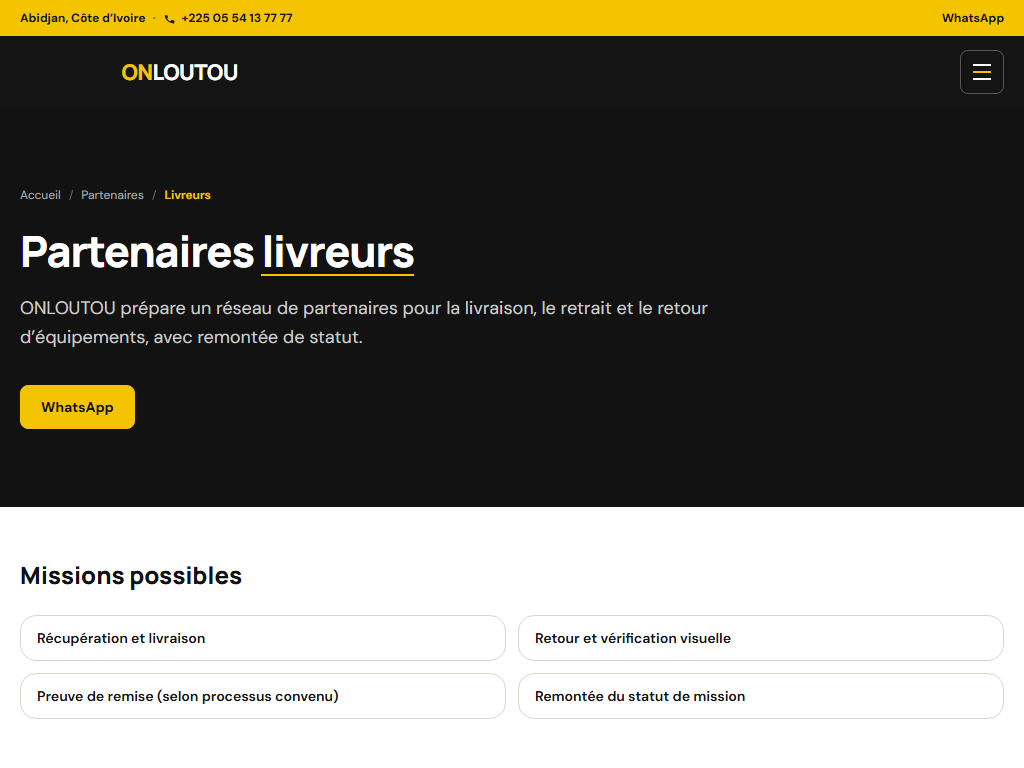 Abidjan, Côte d’Ivoire · +225 05 54 13 77 77
WhatsApp
ONLOUTOU
Accueil / Partenaires / Livreurs
Partenaires livreurs
ONLOUTOU prépare un réseau de partenaires pour la livraison, le retrait et le retour
d’équipements, avec remontée de statut.
WhatsApp
Missions possibles
Récupération et livraison
Retour et vérification visuelle
Preuve de remise (selon processus convenu)
Remontée du statut de mission